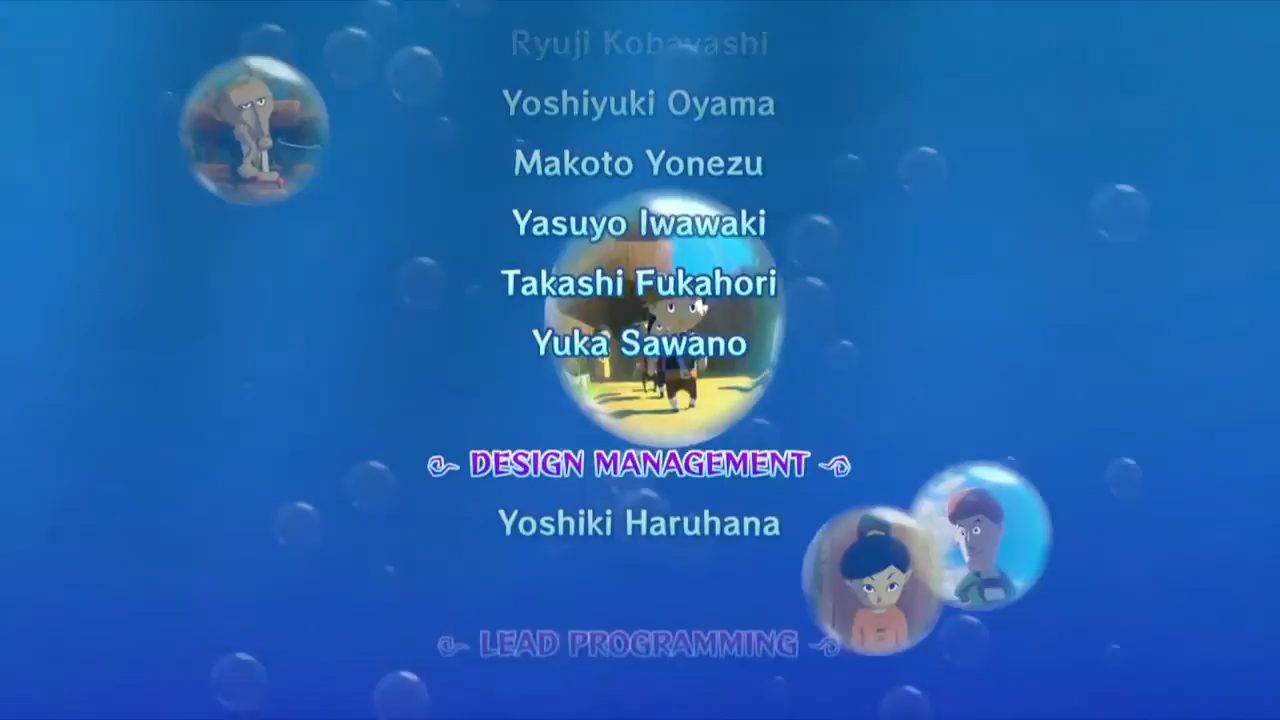 Ryuji Kobayashi
Yoshiyuki Oyama
Makoto Yonezu
Yasuyo Iwawaki
Takashi Fukahori
Yuka Sawano
DESIGN MANAGEMENT
Yoshiki Haruhana
LEAD PROGRAMMING